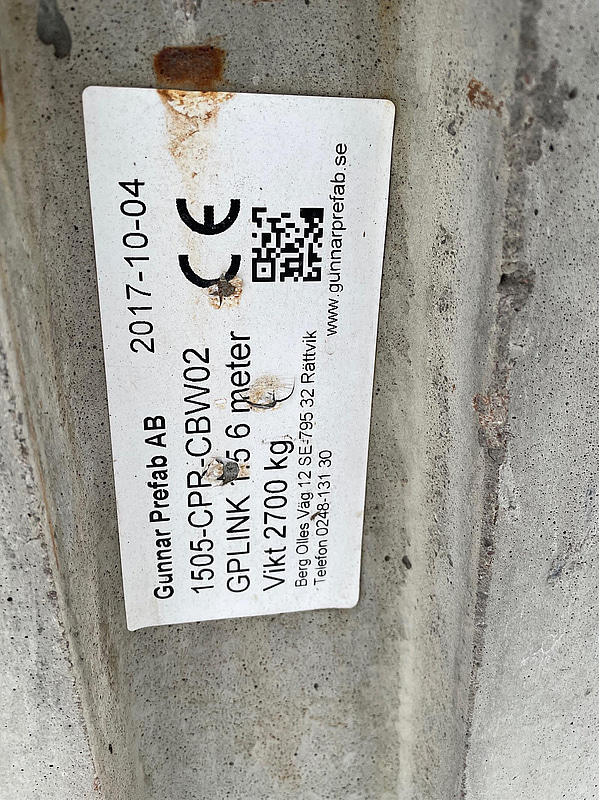 Gunnar Prefab AB 2017-10-04
1505-CPR-CBW02 CE
GPLINK 6 meter
Vikt 2700 kg
Berg Olles Väg 12 SE-795 32 Rättvik
Telefon 0248-131 30 www.gunnarprefab.se